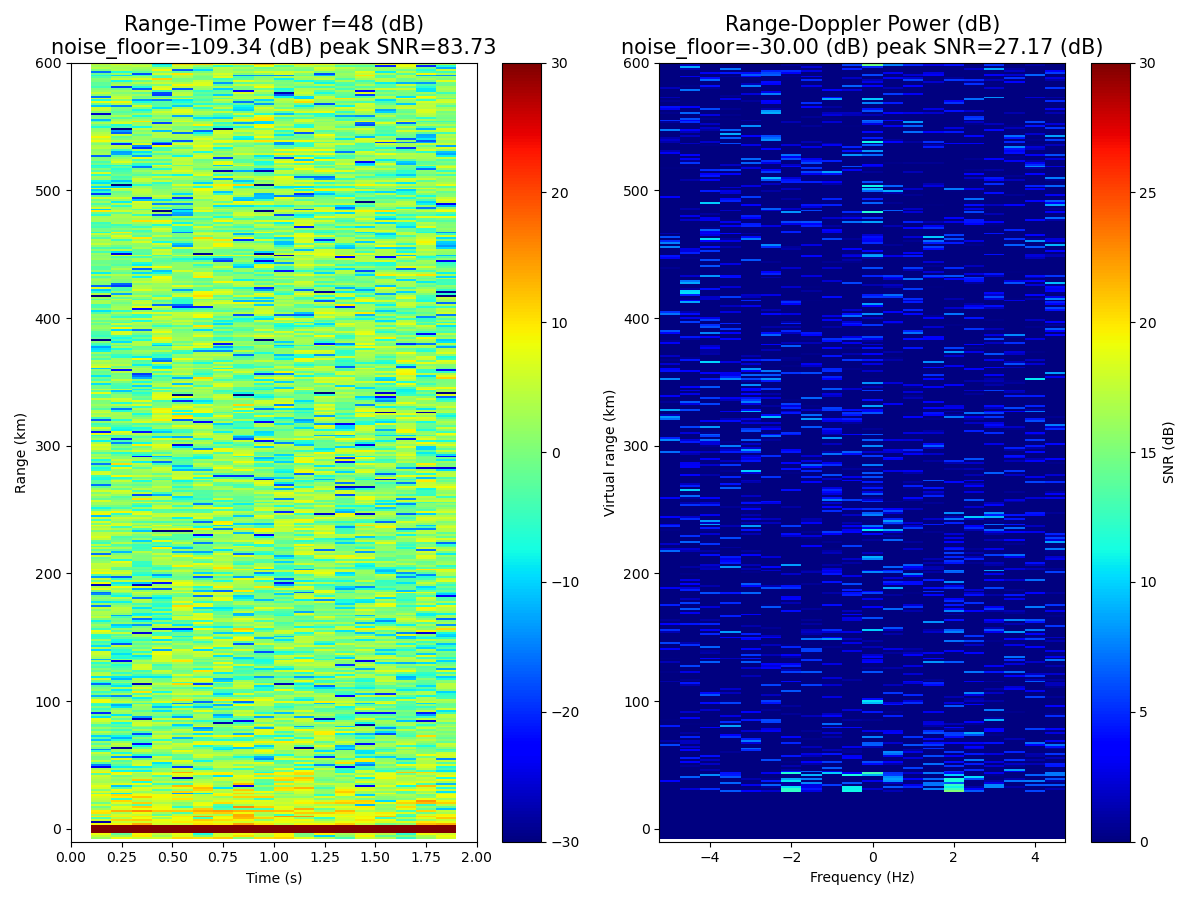 Range-Time Power f=48 (dB)
noise_floor=-109.34 (dB) peak SNR=83.73
600
500
400
300
200
100
0
Range (km)
0.00 0.25 0.50 0.75 1.00 1.25 1.50 1.75 2.00
Time (s)
30
20
10
0
−10
−20
−30
Range-Doppler Power (dB)
noise_floor=-30.00 (dB) peak SNR=27.17 (dB)
600
500
400
300
200
100
0
Virtual range (km)
−4 −2 0 2 4
Frequency (Hz)
30
25
20
15
10
5
0
SNR (dB)